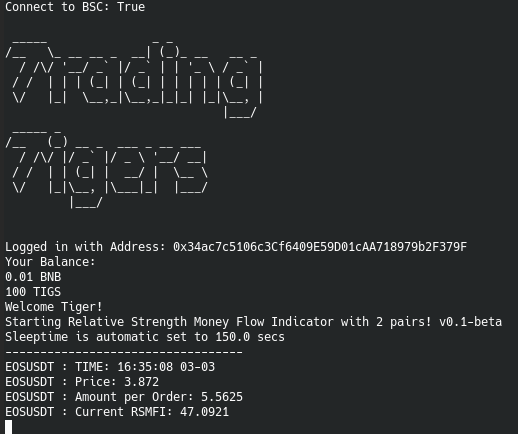 Connect to BSC: True
Trading
Tigers
Logged in with Address: 0x34ac7c5106c3Cf6409E59D01cAA718979b2F379F
Your Balance:
0.01 BNB
100 TIGS
Welcome Tiger!
Starting Relative Strength Money Flow Indicator with 2 pairs! v0.1-beta
Sleeptime is automatic set to 150.0 secs
----------------------------------
EOSUSDT : TIME: 16:35:08 03-03
EOSUSDT : Price: 3.872
EOSUSDT : Amount per Order: 5.5625
EOSUSDT : Current RSMFI: 47.0921